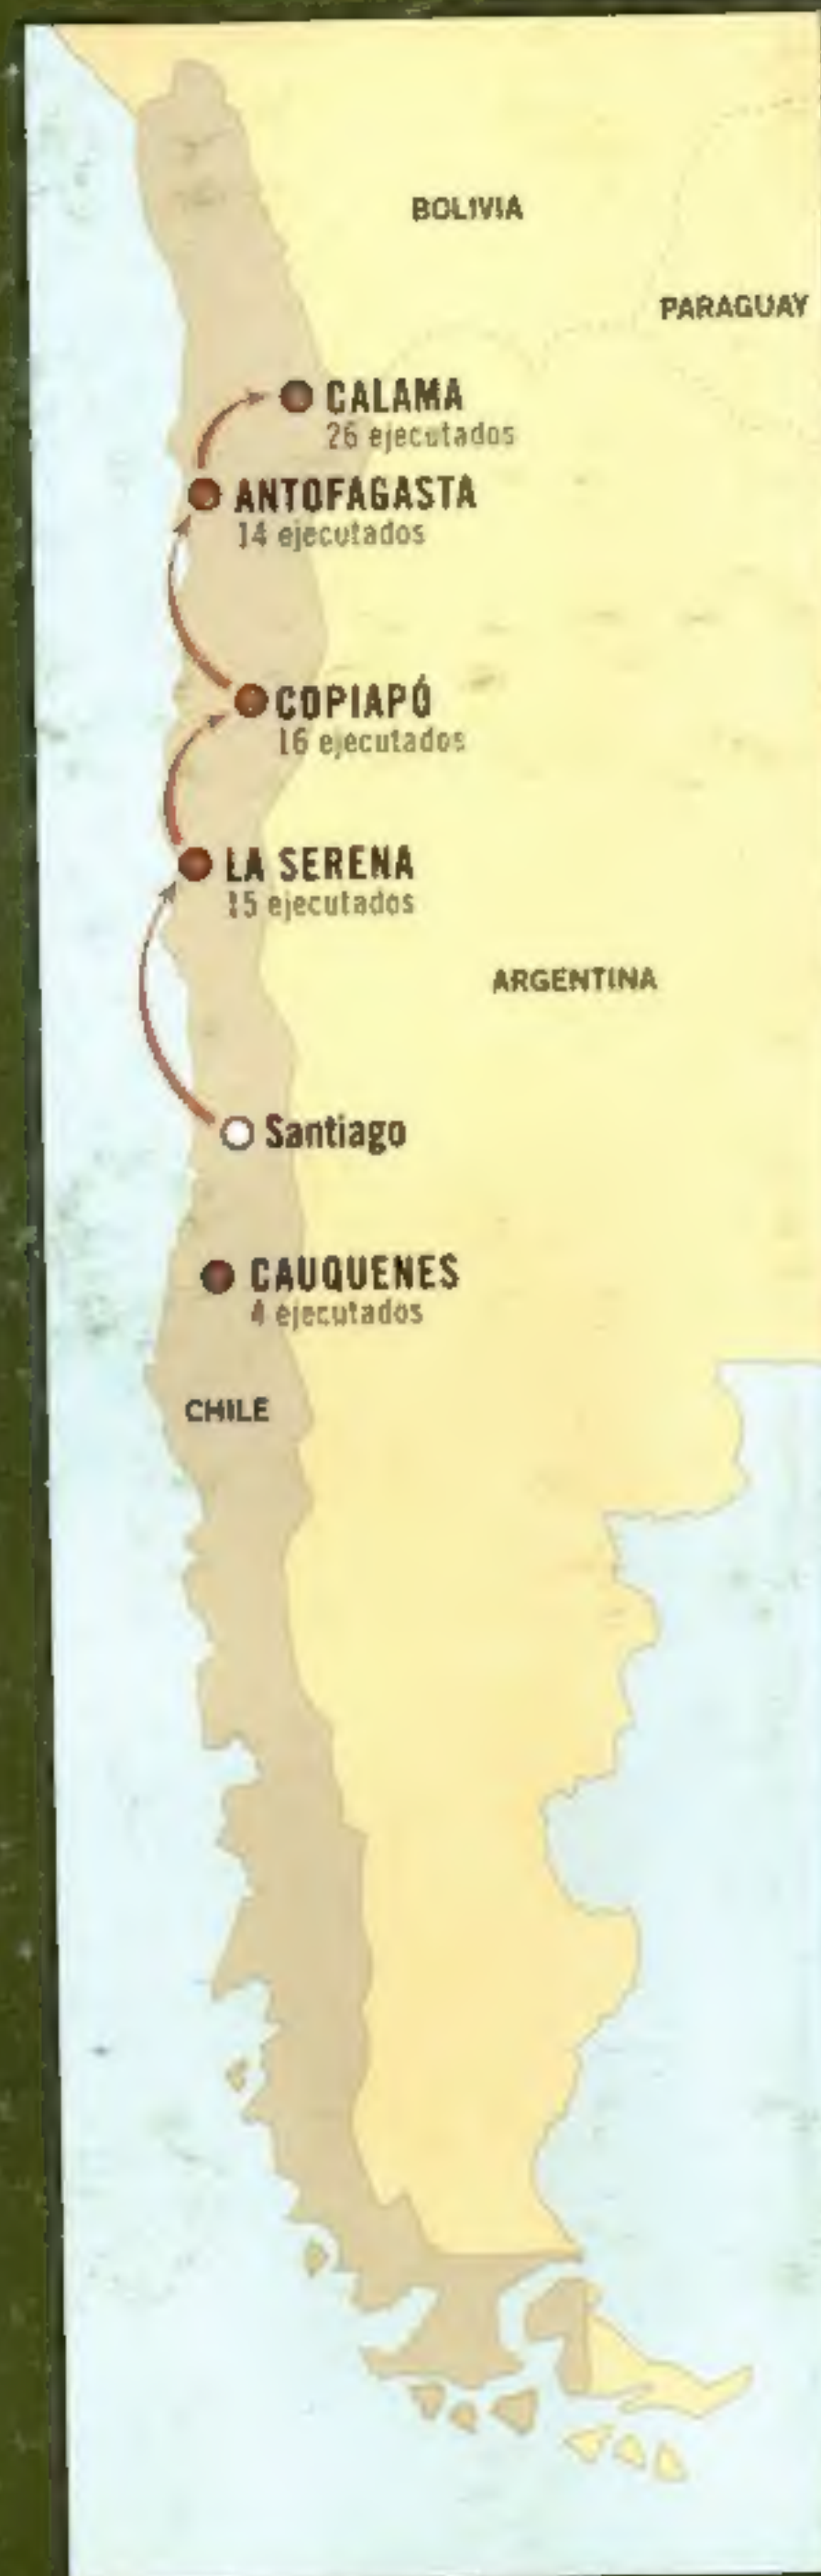 BOLIVIA
PARAGUAY
CALAMA
26 ejecutados
ANTOFAGASTA
14 ejecutados
COPIAPÓ
16 ejecutados
LA SERENA
15 ejecutados
ARGENTINA
Santiago
CAUQUENES
4 ejecutados
CHILE